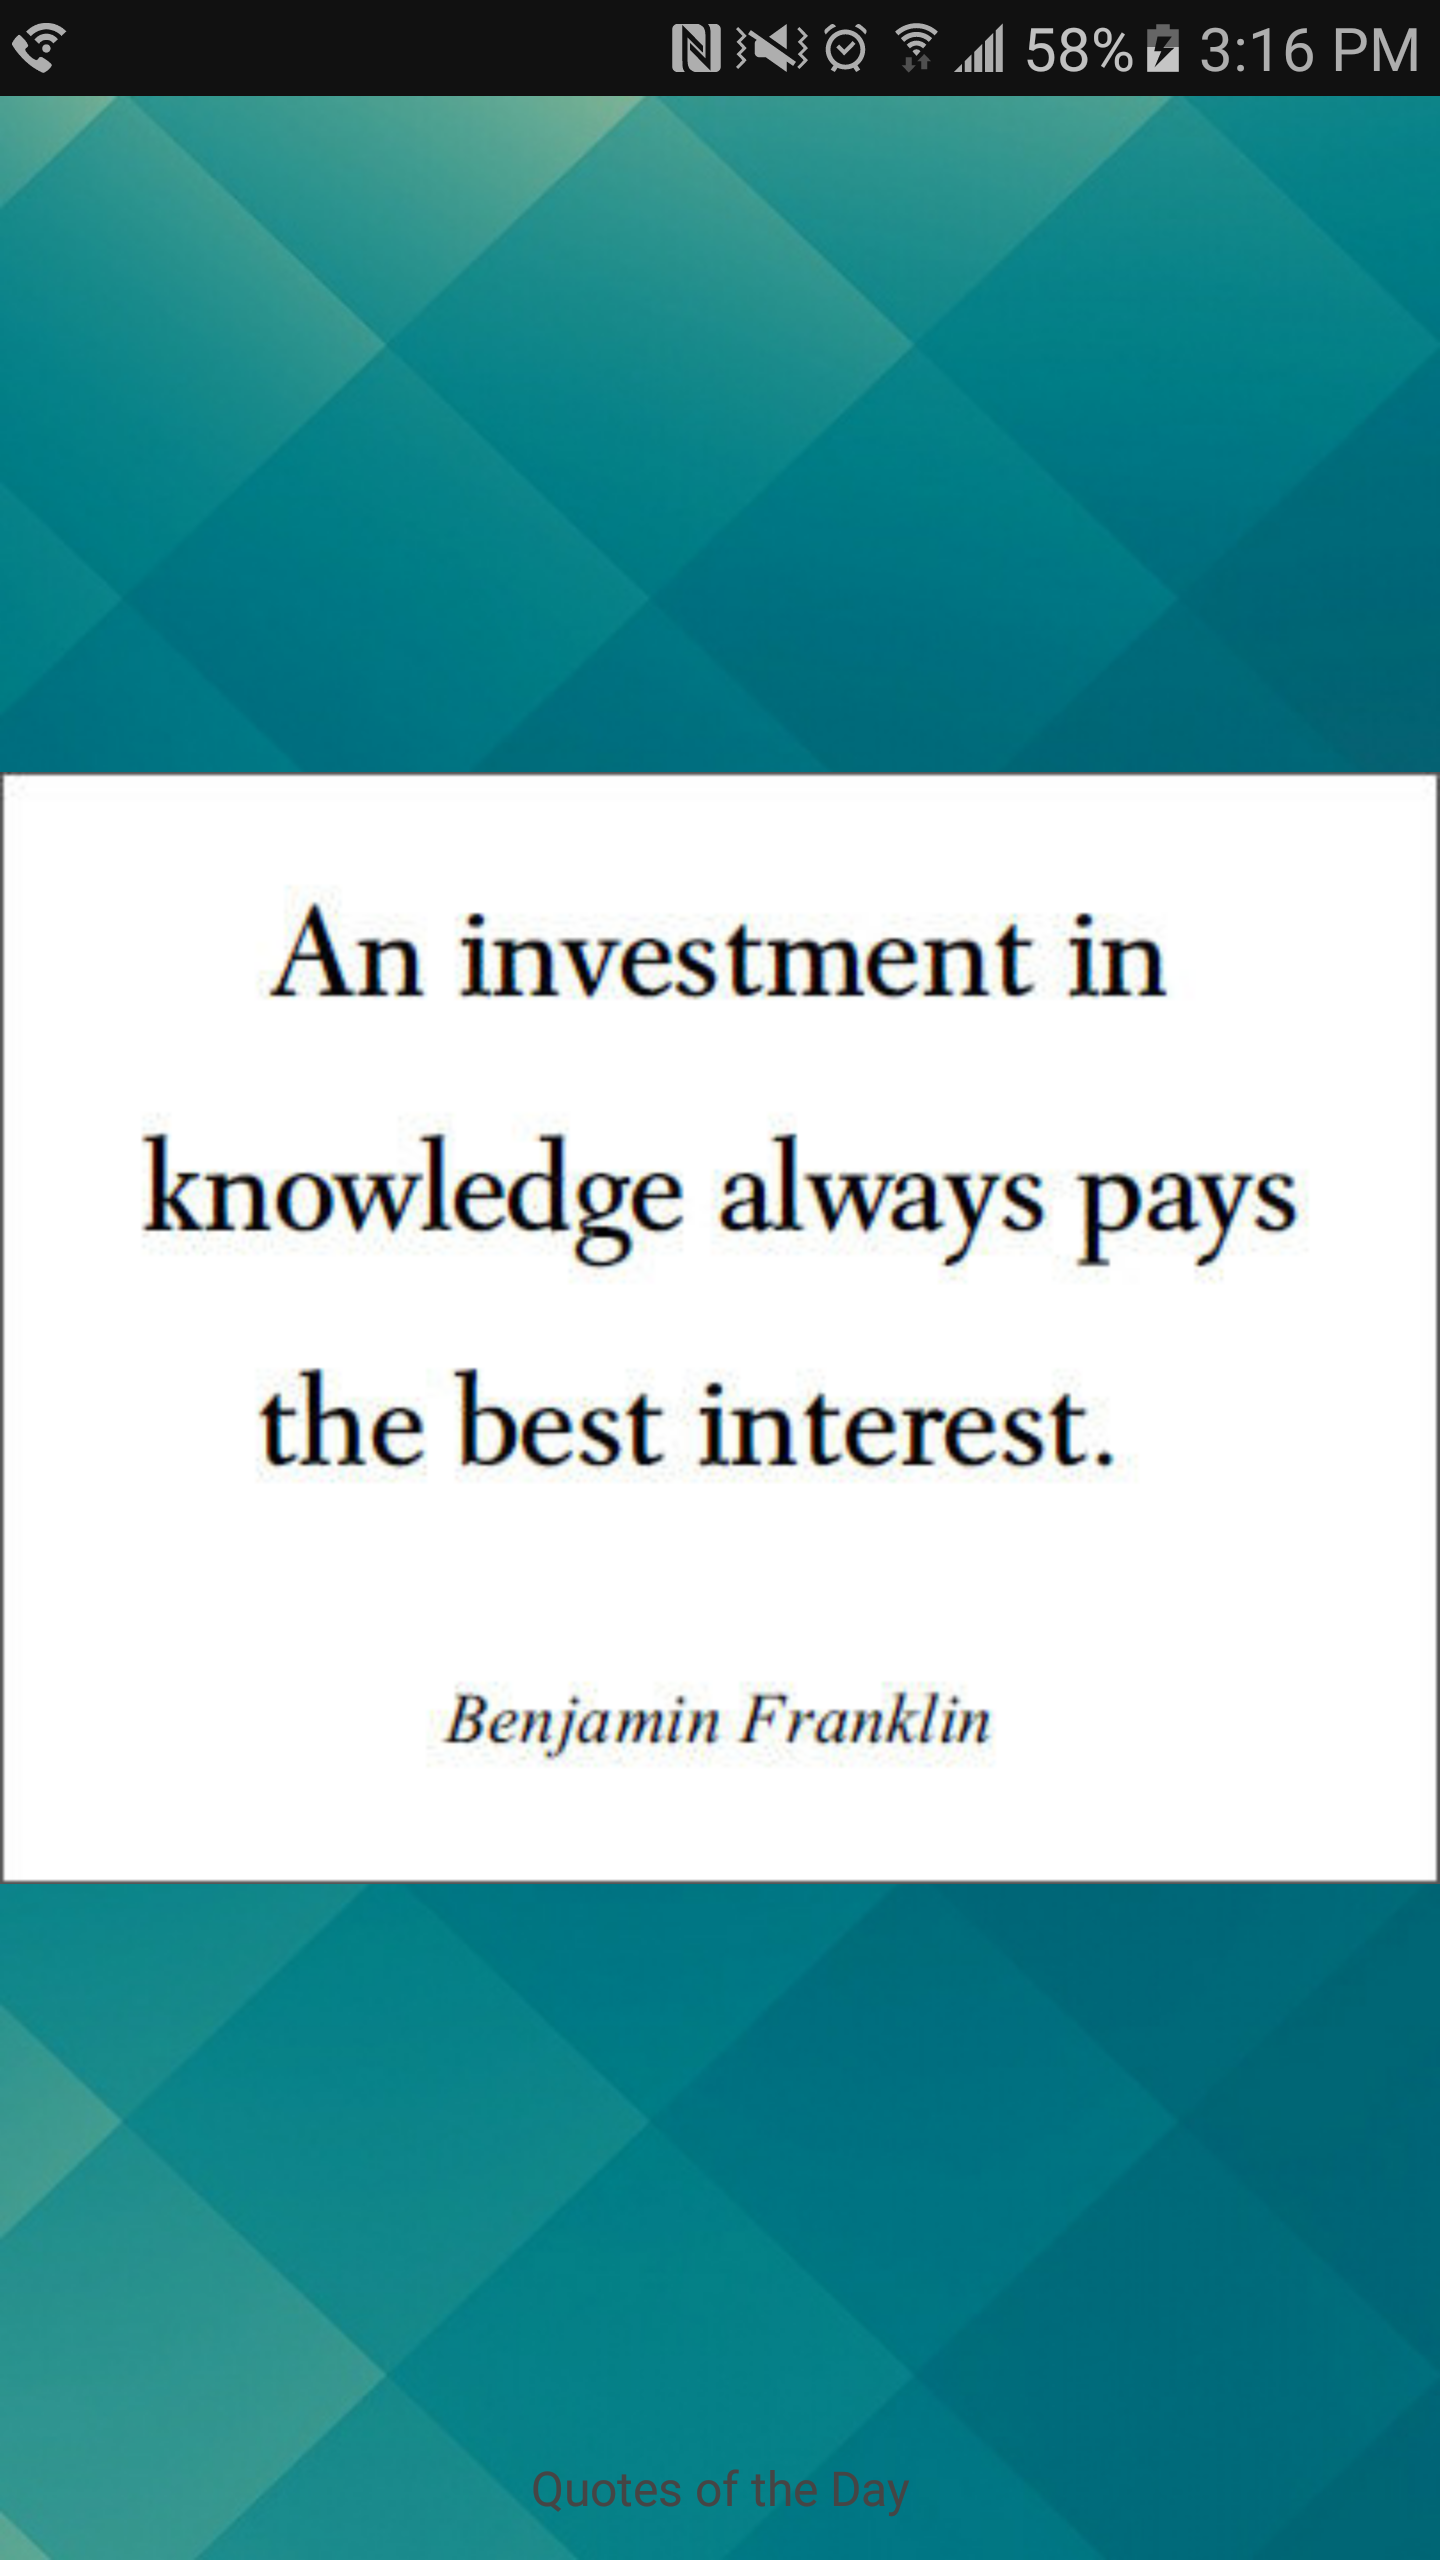 58% 3:16 PM
An investment in
knowledge always pays
the best interest.
Benjamin Franklin
Quotes of the Day